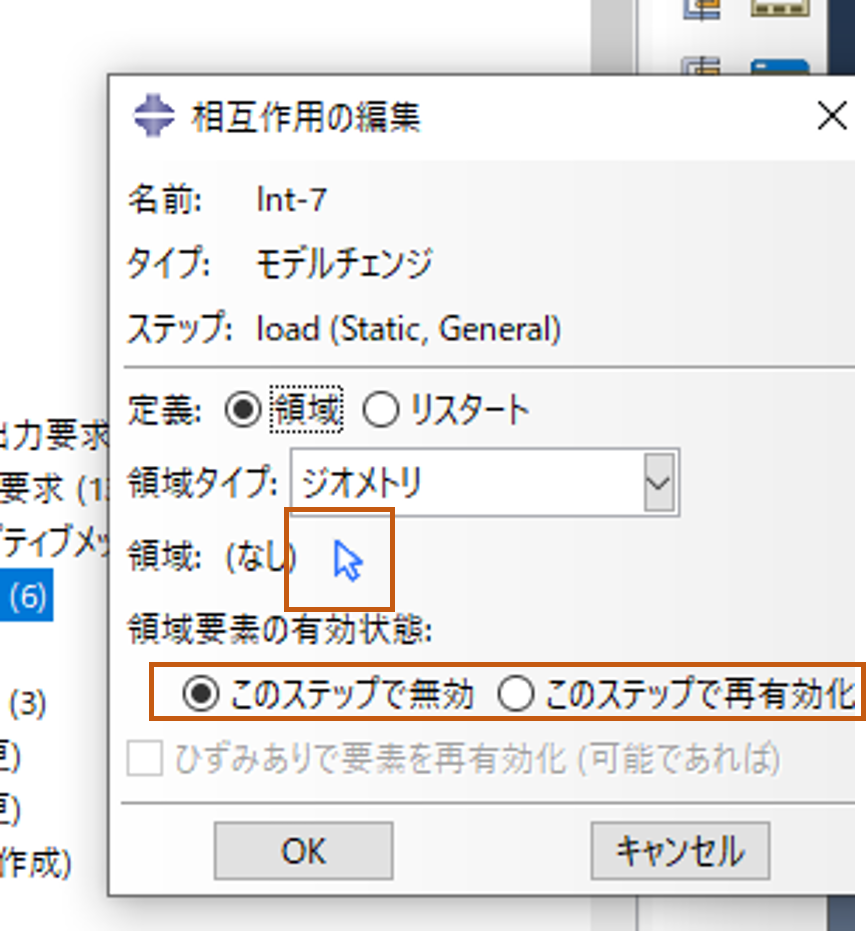 相互作用の編集
名前: Int-7
タイプ: モデルチェンジ
ステップ: load (Static, General)
定義: 領域 リスタート
出力要求
要求 (1
領域タイプ: ジオメトリ
プティブメッ
領域: (なし)
(6)
領域要素の有効状態:
このステップで無効 このステップで再有効化
(3)
ひずみありで要素を再有効化 (可能であれば)
更)
更)
作成)
OK キャンセル